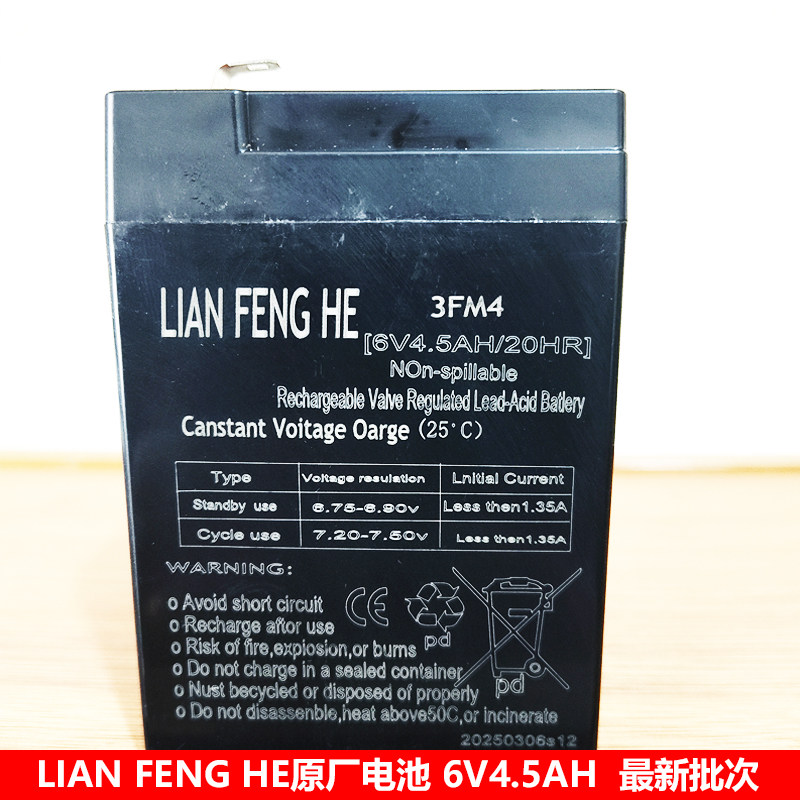 LIAN FENG HE
3FM4
[6V4.5AH/20HR]
NOn-spillable
Rechargeable Valve Regulated Lead-Acid Battery
Canstant Voitage Oarge (25°C)
Type Voltage resulation Lnitial Current
Standby use 6.75-6.90v Less then1.35A
Cycle use 7.20-7.50v Less then1.35A
WARNING:
o Avoid short circuit
o Recharge aftor use
o Risk of fire,explosion,or burns
o Do not charge in a sealed container
o Nust becycled or disposed of properly
o Do not disassenble,heat above50C,or incinerate
CE
pd
pd
20250306s12
LIAN FENG HE原厂电池 6V4.5AH 最新批次